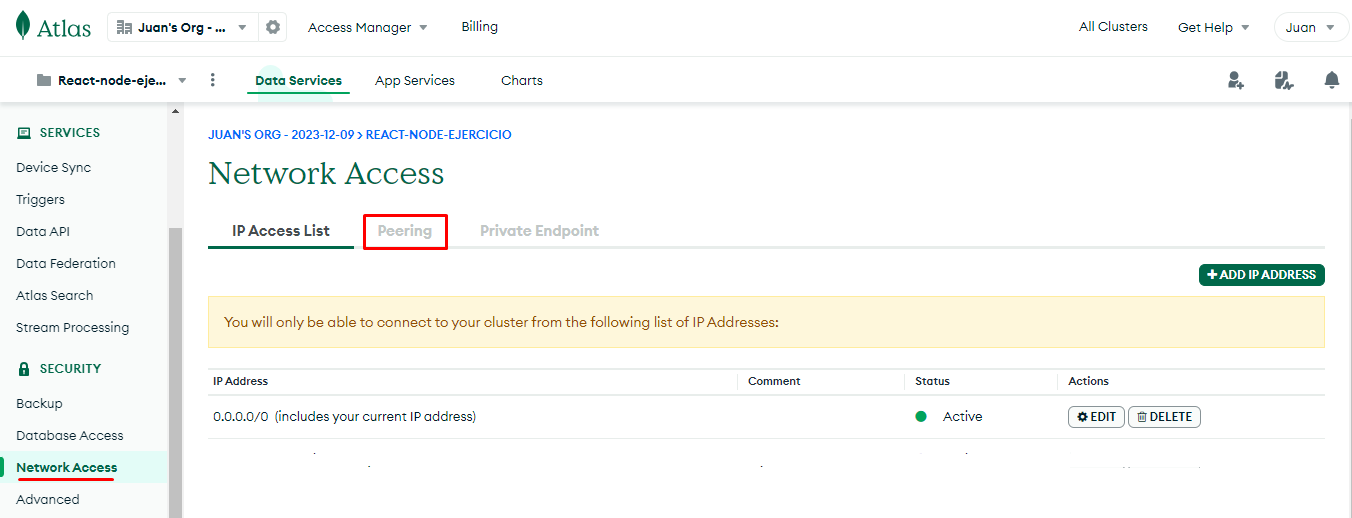 Atlas
Juan's Org - ...
Access Manager
Billing
All Clusters
Get Help
Juan
React-node-eje...
Data Services
App Services
Charts
SERVICES
Device Sync
Triggers
Data API
Data Federation
Atlas Search
Stream Processing
SECURITY
Backup
Database Access
Network Access
Advanced
JUAN'S ORG - 2023-12-09 > REACT-NODE-EJERCICIO
Network Access
IP Access List
Peering
Private Endpoint
+ ADD IP ADDRESS
You will only be able to connect to your cluster from the following list of IP Addresses:
IP Address Comment Status Actions
0.0.0.0/0 (includes your current IP address) Active EDIT DELETE